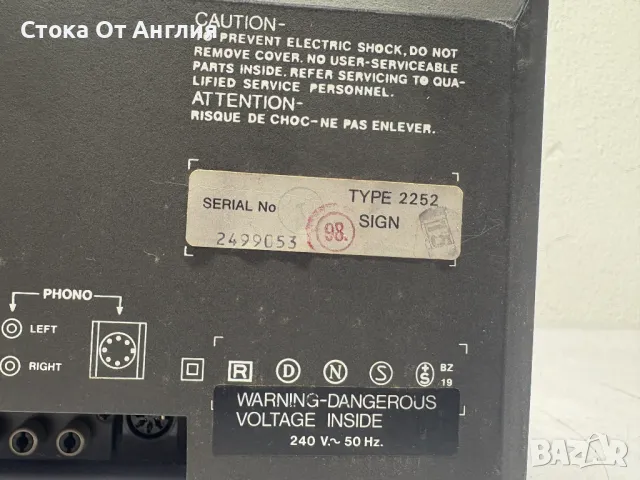 Стока От Англия
CAUTION-
TO PREVENT ELECTRIC SHOCK, DO NOT
REMOVE COVER. NO USER-SERVICEABLE
PARTS INSIDE. REFER SERVICING TO QUA-
LIFIED SERVICE PERSONNEL.
ATTENTION-
RISQUE DE CHOC-NE PAS ENLEVER.
SERIAL No TYPE 2252
98. SIGN
2499053
PHONO
LEFT
RIGHT
R D N S S BZ
19
WARNING-DANGEROUS
VOLTAGE INSIDE
240 V.~ 50 Hz.
BAZAR